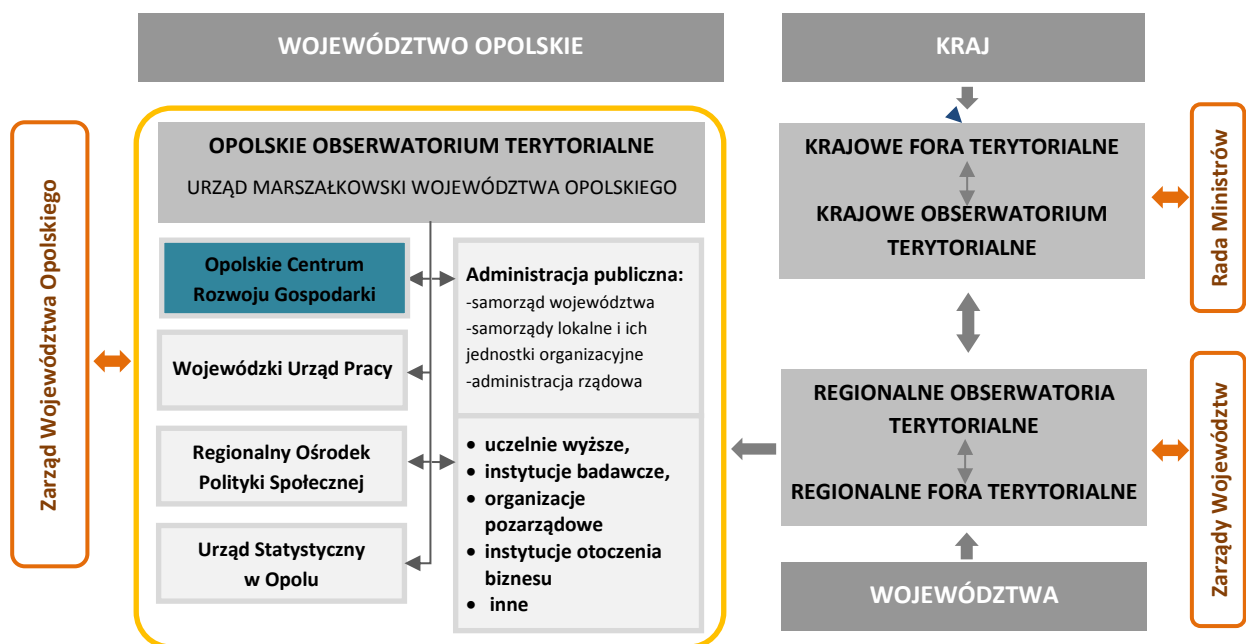 WOJEWÓDZTWO OPOLSKIE
KRAJ
Zarząd Województwa Opolskiego
OPOLSKIE OBSERWATORIUM TERYTORIALNE
URZĄD MARSZAŁKOWSKI WOJEWÓDZTWA OPOLSKIEGO
Opolskie Centrum
Rozwoju Gospodarki
Wojewódzki Urząd Pracy
Regionalny Ośrodek
Polityki Społecznej
Urząd Statystyczny
w Opolu
Administracja publiczna:
-samorząd województwa
-samorządy lokalne i ich
jednostki organizacyjne
-administracja rządowa
• uczelnie wyższe,
• instytucje badawcze,
• organizacje
pozarządowe
• instytucje otoczenia
biznesu
• inne
KRAJOWE FORA TERYTORIALNE
KRAJOWE OBSERWATORIUM
TERYTORIALNE
Rada Ministrów
REGIONALNE OBSERWATORIA
TERYTORIALNE
REGIONALNE FORA TERYTORIALNE
Zarządy Województw
WOJEWÓDZTWA